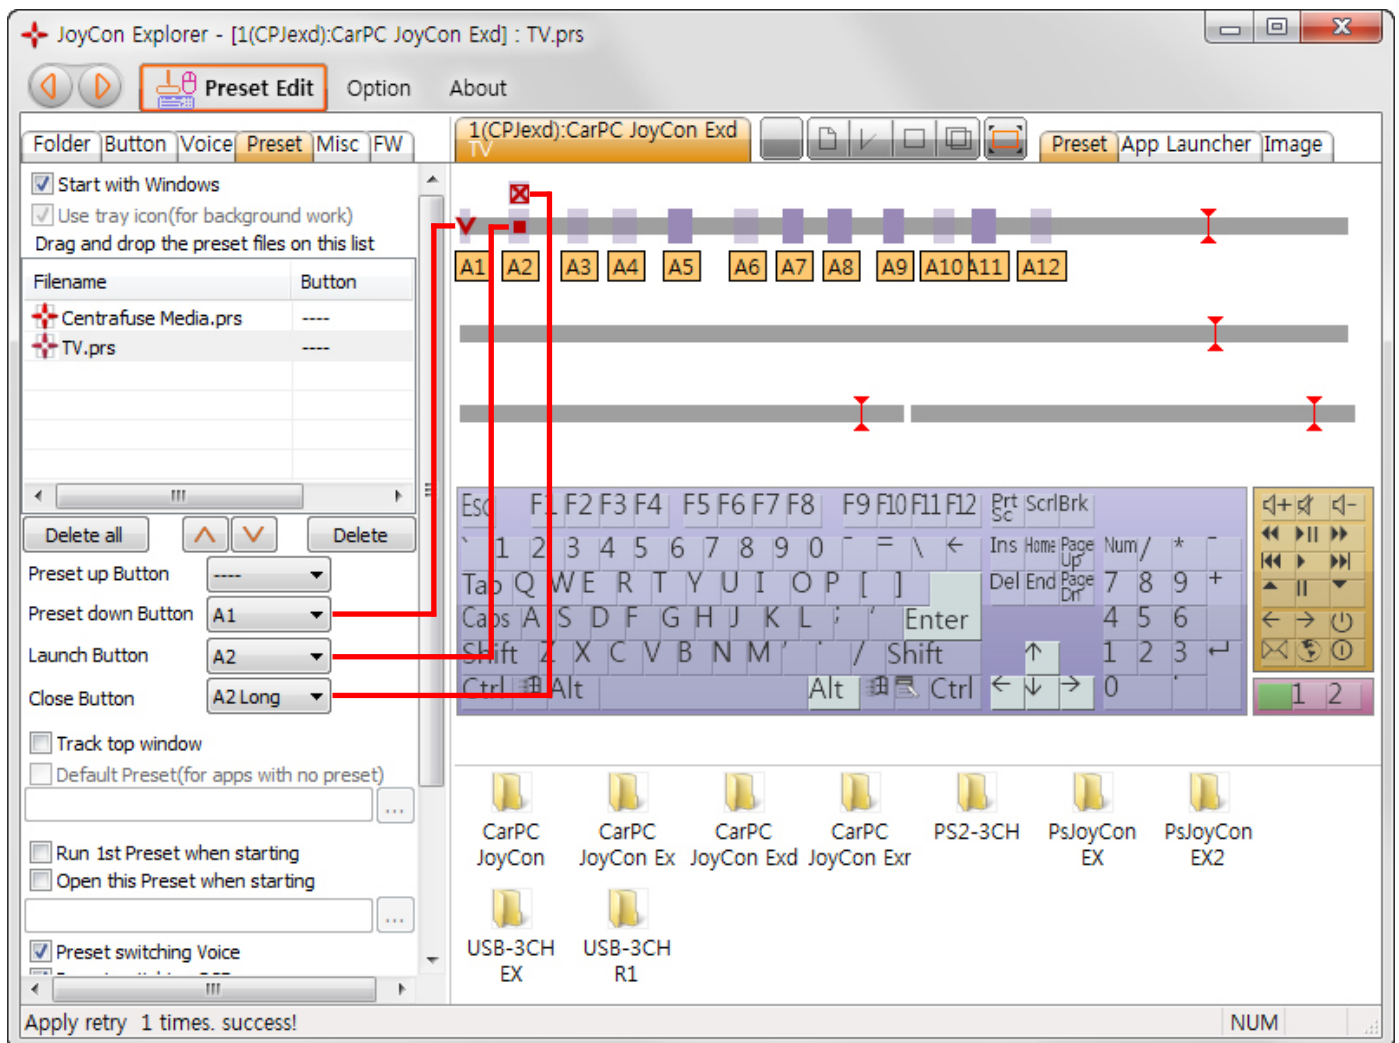 JoyCon Explorer - [1(CPJexd):CarPC JoyCon Exd] : TV.prs
Preset Edit Option About
Folder Button Voice Preset Misc FW
1(CPJexd):CarPC JoyCon Exd
TV
Preset App Launcher Image
Start with Windows
Use tray icon(for background work)
Drag and drop the preset files on this list
Filename Button
Centrafuse Media.prs ----
TV.prs ----
Delete all Delete
Preset up Button ----
Preset down Button A1
Launch Button A2
Close Button A2 Long
Track top window
Default Preset(for apps with no preset)
...
Run 1st Preset when starting
Open this Preset when starting
...
Preset switching Voice
A1 A2 A3 A4 A5 A6 A7 A8 A9 A10 A11 A12
Esc F1 F2 F3 F4 F5 F6 F7 F8 F9 F10 F11 F12 Prt Sc Scrl Brk
` 1 2 3 4 5 6 7 8 9 0 - = \ ← Ins Home Page Up Num / * -
Tab Q W E R T Y U I O P [ ] Del End Page Dn 7 8 9 +
Caps A S D F G H J K L ; ' Enter 4 5 6
Shift Z X C V B N M ' . / Shift ↑ 1 2 3 ↵
Ctrl Alt Alt Ctrl ← ↓ → 0 .
1 2
CarPC JoyCon
CarPC JoyCon Ex
CarPC JoyCon Exd
CarPC JoyCon Exr
PS2-3CH
PsJoyCon EX
PsJoyCon EX2
USB-3CH EX
USB-3CH R1
Apply retry 1 times. success! NUM